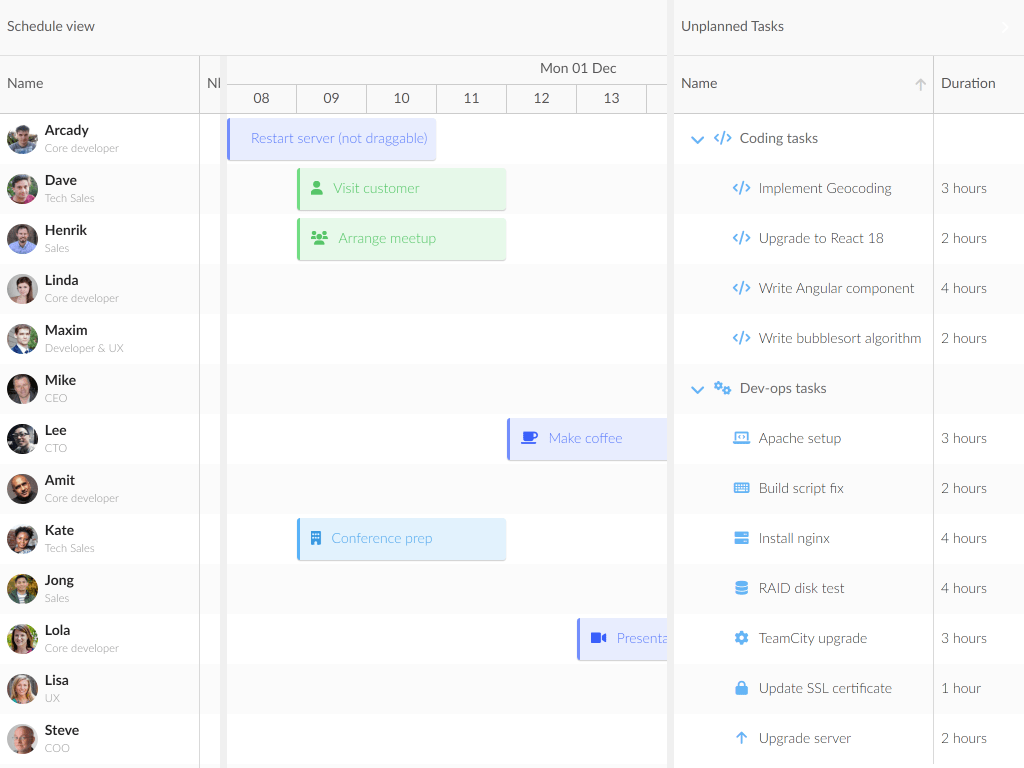 Schedule view
Unplanned Tasks
Name
Mon 01 Dec
08 09 10 11 12 13
Name
Duration
Arcady
Core developer
Restart server (not draggable)
Coding tasks
Dave
Tech Sales
Visit customer
Implement Geocoding
3 hours
Henrik
Sales
Arrange meetup
Upgrade to React 18
2 hours
Linda
Core developer
Write Angular component
4 hours
Maxim
Developer & UX
Write bubblesort algorithm
2 hours
Mike
CEO
Dev-ops tasks
Lee
CTO
Make coffee
Apache setup
3 hours
Amit
Core developer
Build script fix
2 hours
Kate
Tech Sales
Conference prep
Install nginx
4 hours
Jong
Sales
RAID disk test
4 hours
Lola
Core developer
Presenta
TeamCity upgrade
3 hours
Lisa
UX
Update SSL certificate
1 hour
Steve
COO
Upgrade server
2 hours